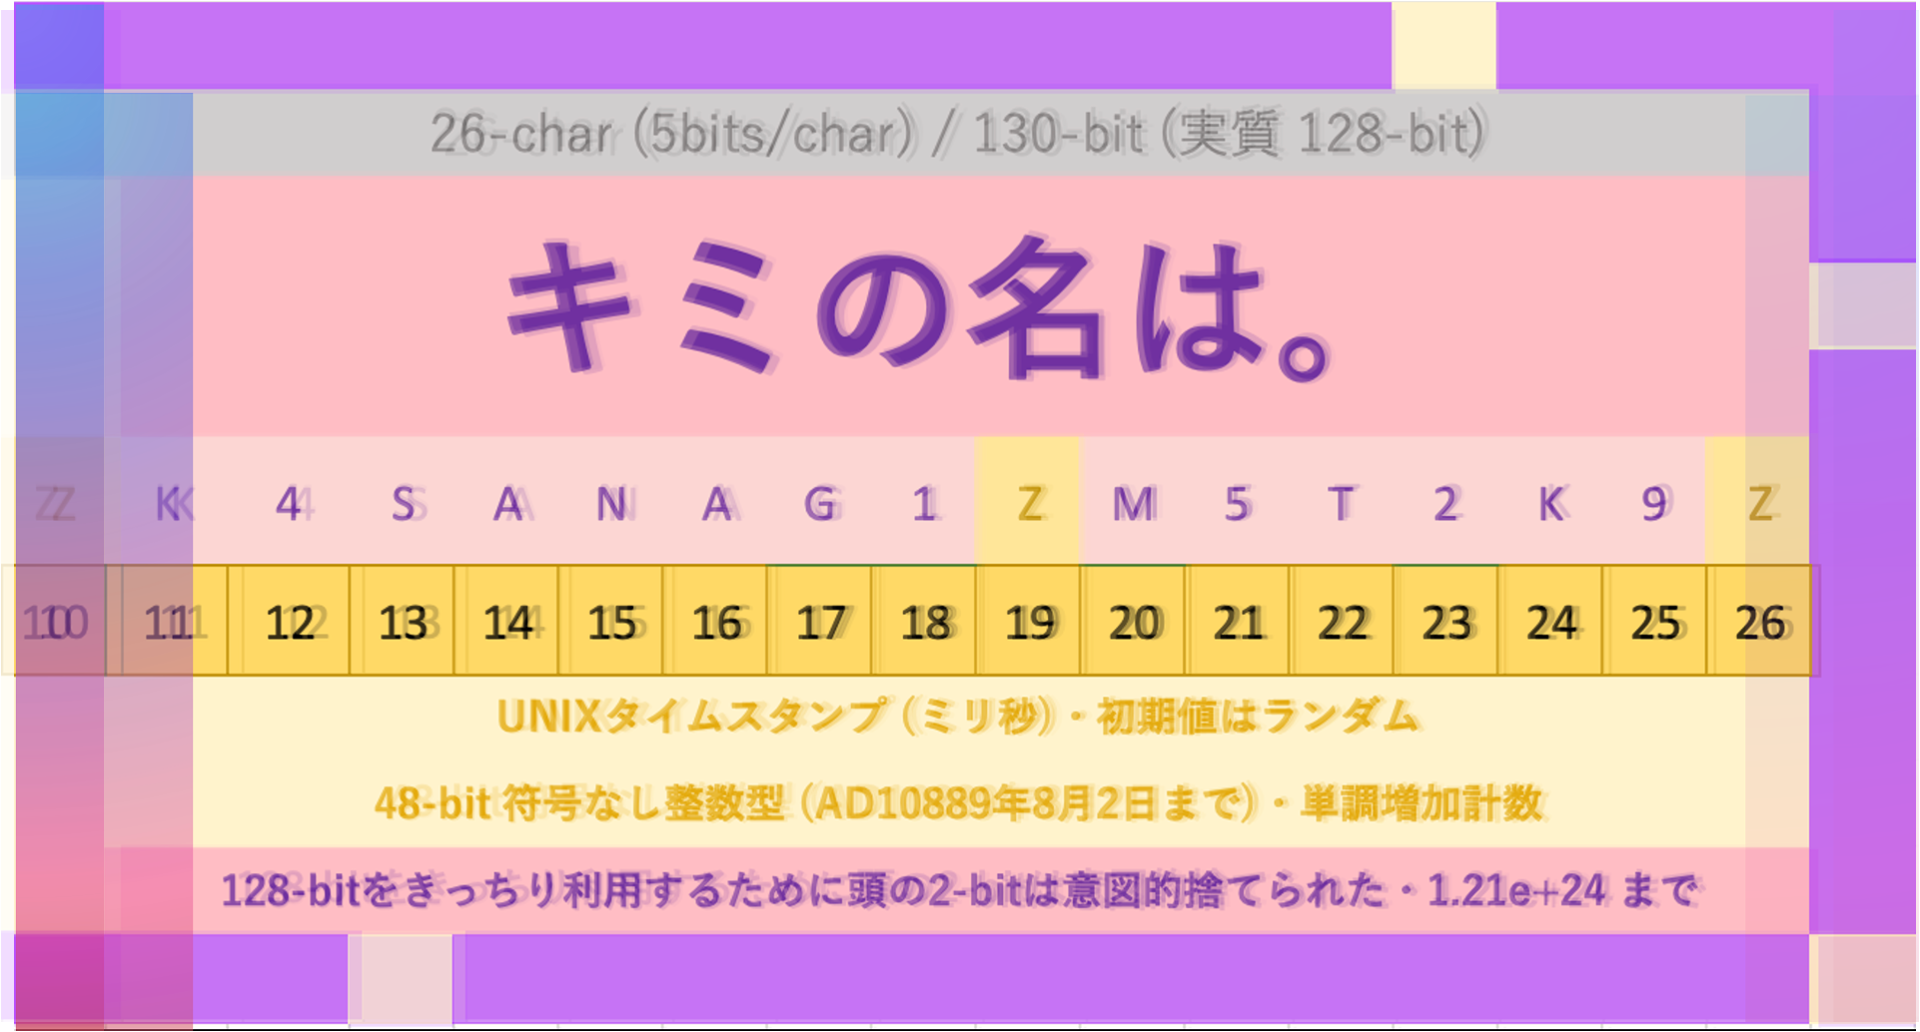 26-char (5bits/char) / 130-bit (実質 128-bit)
キミの名は。
Z K 4 S A N A G 1 Z M 5 T 2 K 9 Z
10 11 12 13 14 15 16 17 18 19 20 21 22 23 24 25 26
UNIXタイムスタンプ (ミリ秒)・初期値はランダム
48-bit 符号なし整数型 (AD10889年8月2日まで)・単調増加計数
128-bitをきっちり利用するために頭の2-bitは意図的捨てられた・1.21e+24 まで